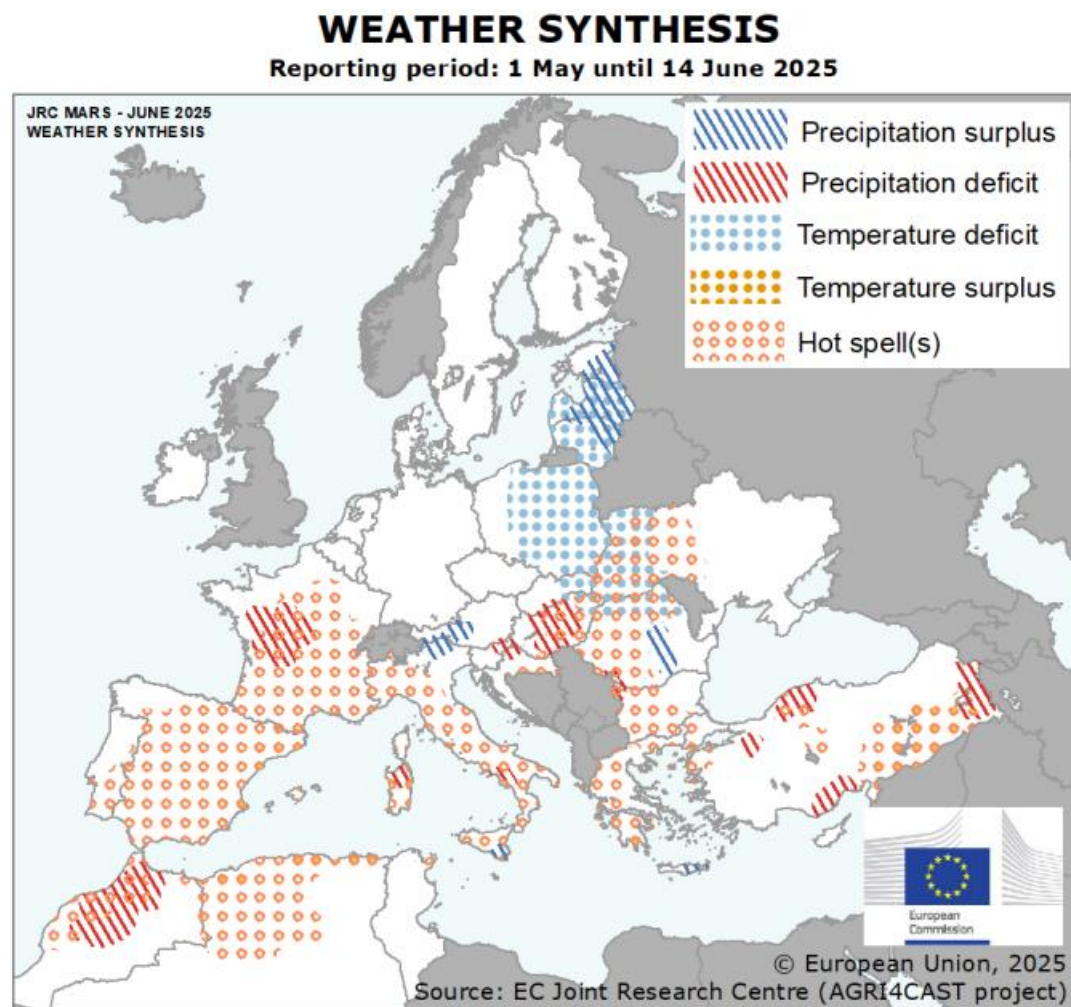 WEATHER SYNTHESIS
Reporting period: 1 May until 14 June 2025
JRC MARS - JUNE 2025
WEATHER SYNTHESIS
Precipitation surplus
Precipitation deficit
Temperature deficit
Temperature surplus
Hot spell(s)
European
Commission
© European Union, 2025
Source: EC Joint Research Centre (AGRI4CAST project)